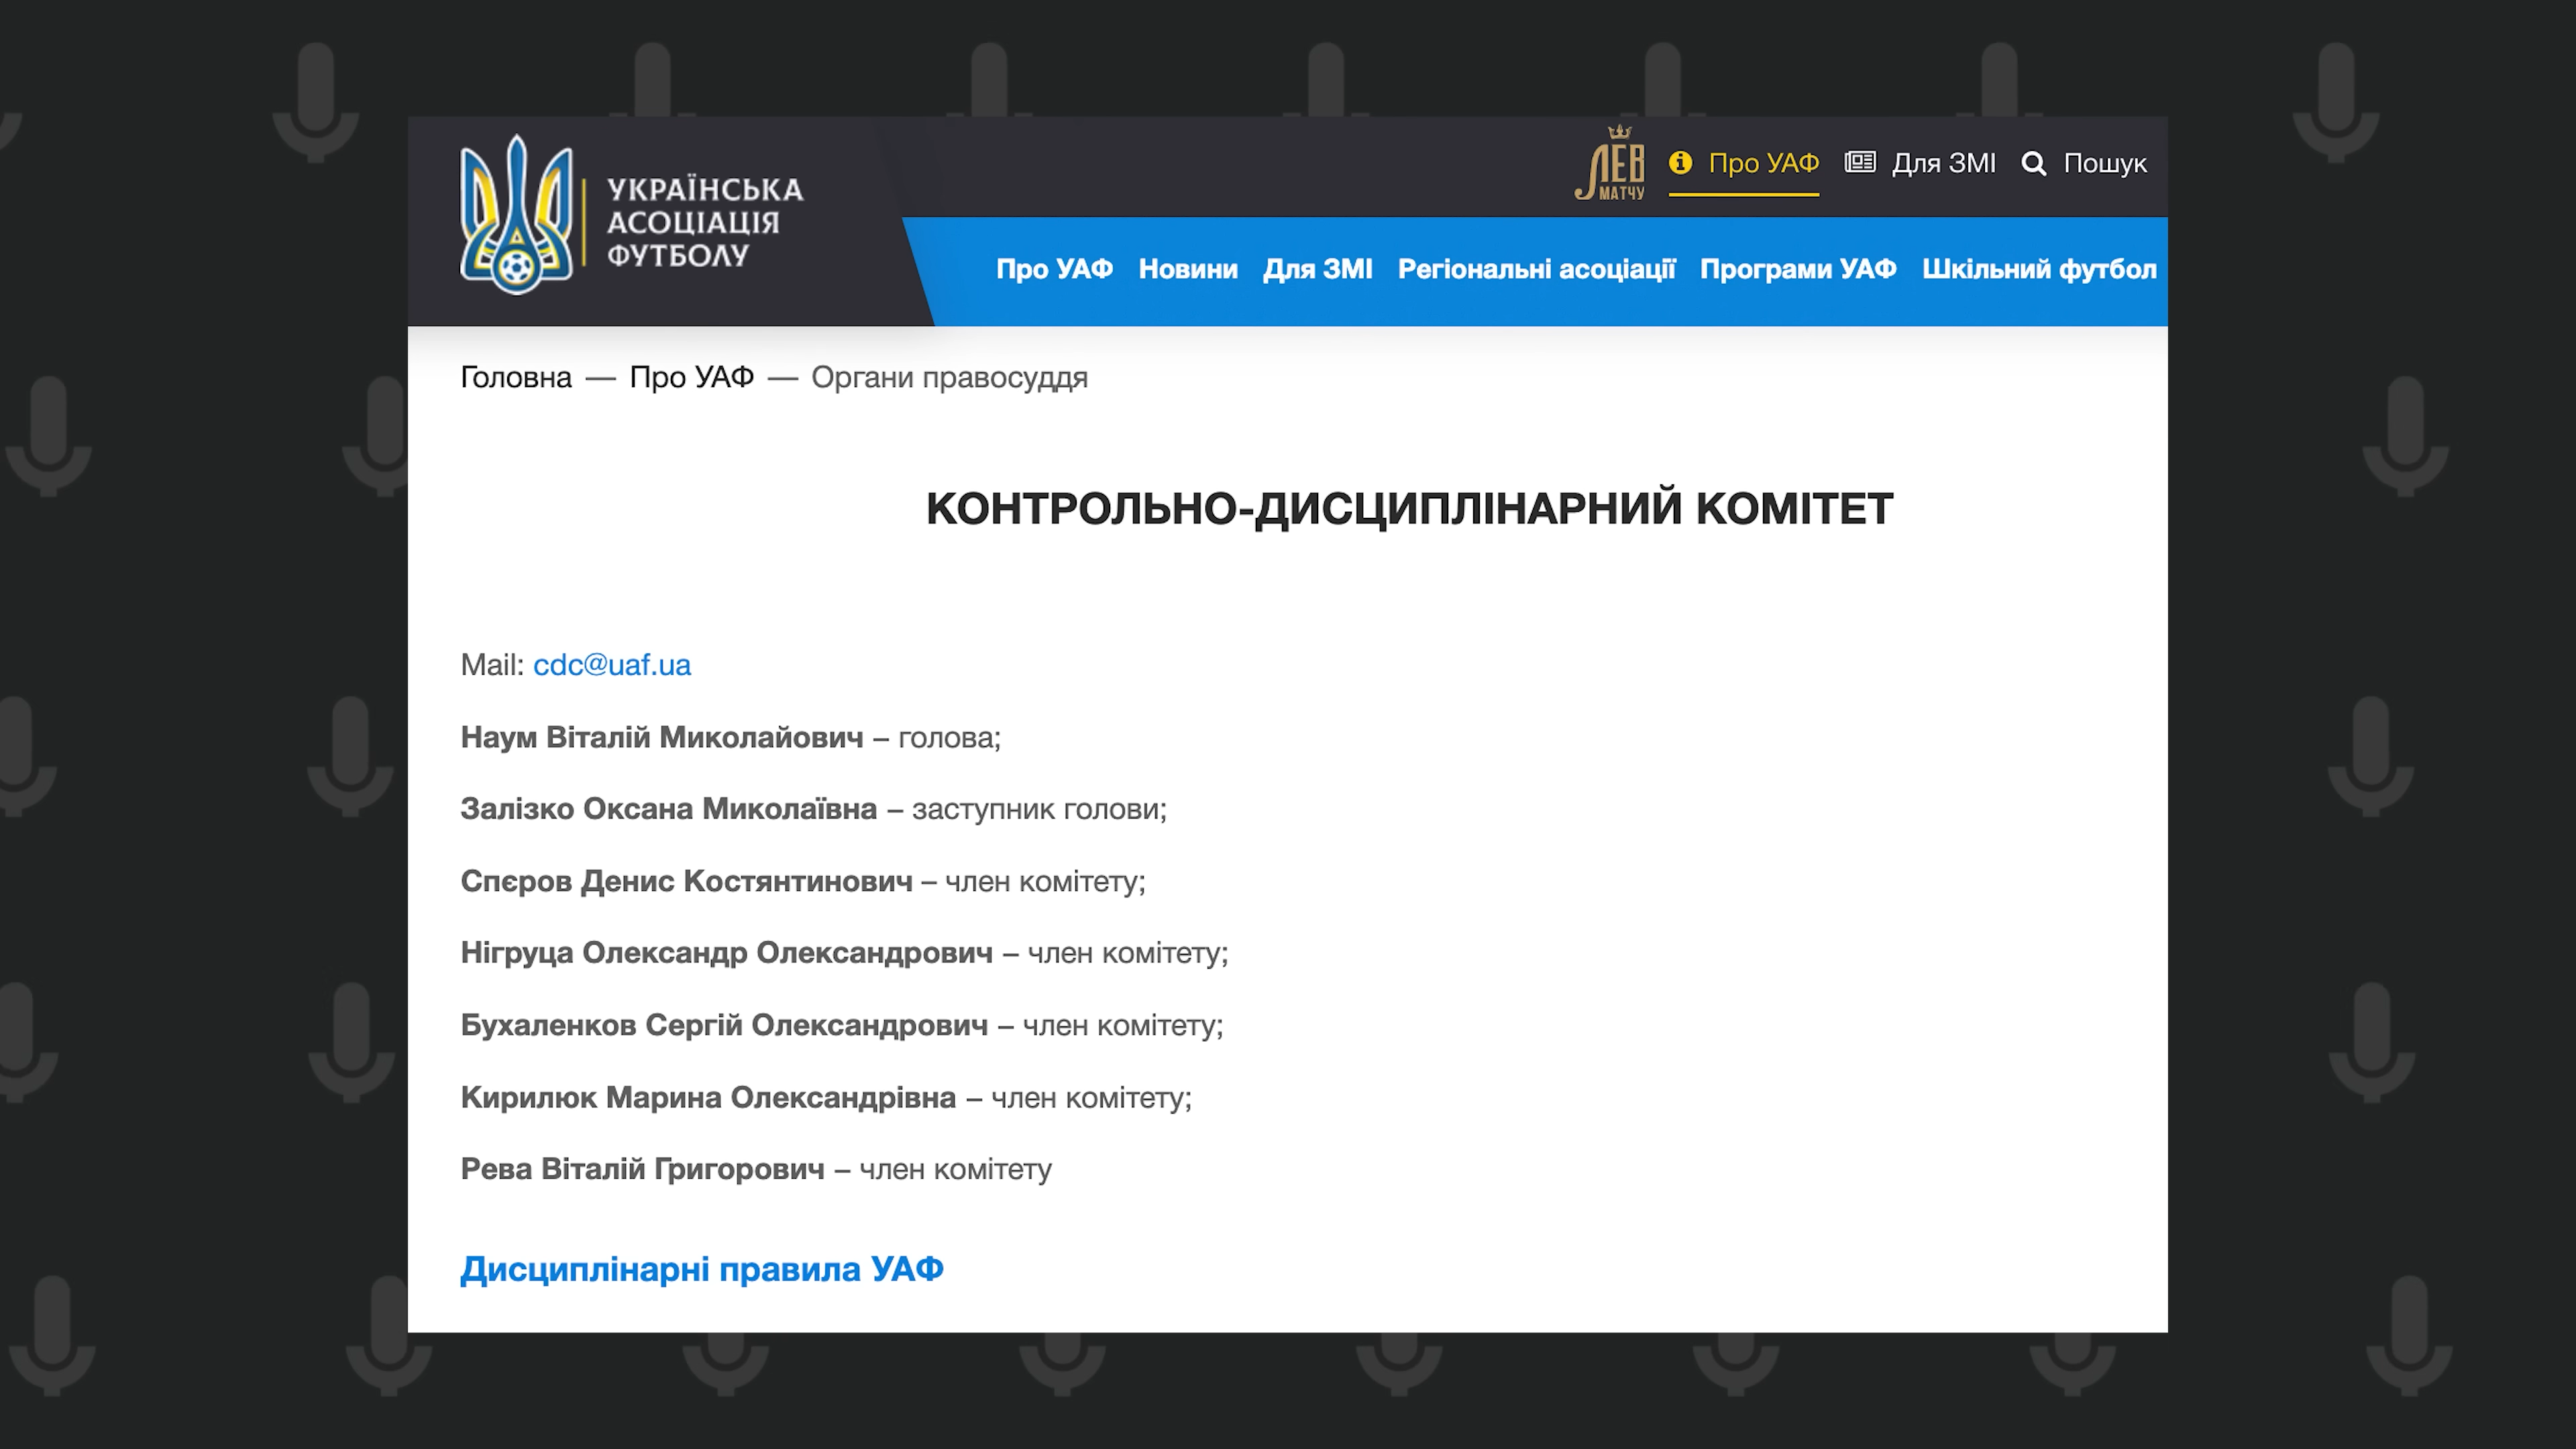 УКРАЇНСЬКА
АСОЦІАЦІЯ
ФУТБОЛУ
ЛЕВ
МАТЧУ
Про УАФ Для ЗМІ Пошук
Про УАФ Новини Для ЗМІ Регіональні асоціації Програми УАФ Шкільний футбол
Головна — Про УАФ — Органи правосуддя
КОНТРОЛЬНО-ДИСЦИПЛІНАРНИЙ КОМІТЕТ
Mail: cdc@uaf.ua
Наум Віталій Миколайович – голова;
Залізко Оксана Миколаївна – заступник голови;
Спєров Денис Костянтинович – член комітету;
Нігруца Олександр Олександрович – член комітету;
Бухаленков Сергій Олександрович – член комітету;
Кирилюк Марина Олександрівна – член комітету;
Рева Віталій Григорович – член комітету
Дисциплінарні правила УАФ